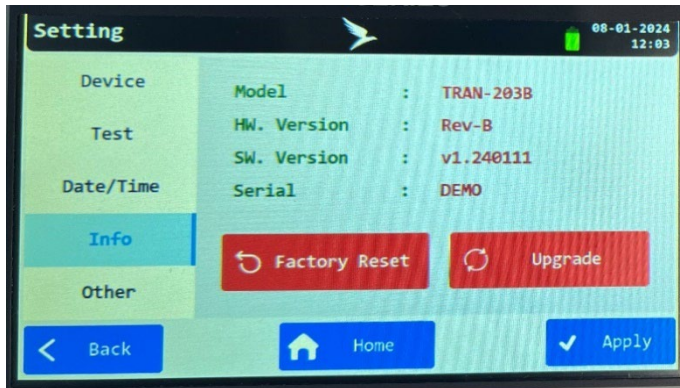 Setting
08-01-2024
12:03
Device
Test
Date/Time
Info
Other
Model : TRAN-203B
HW. Version : Rev-B
SW. Version : v1.240111
Serial : DEMO
Factory Reset
Upgrade
Back
Home
Apply